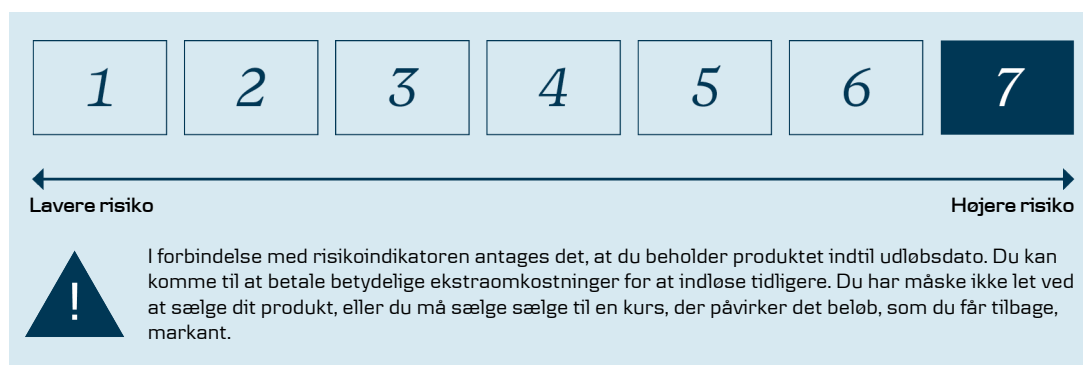 1 2 3 4 5 6 7
Lavere risiko Højere risiko
!
I forbindelse med risikoindikatoren antages det, at du beholder produktet indtil udløbsdato. Du kan
komme til at betale betydelige ekstraomkostninger for at indløse tidligere. Du har måske ikke let ved
at sælge dit produkt, eller du må sælge sælge til en kurs, der påvirker det beløb, som du får tilbage,
markant.